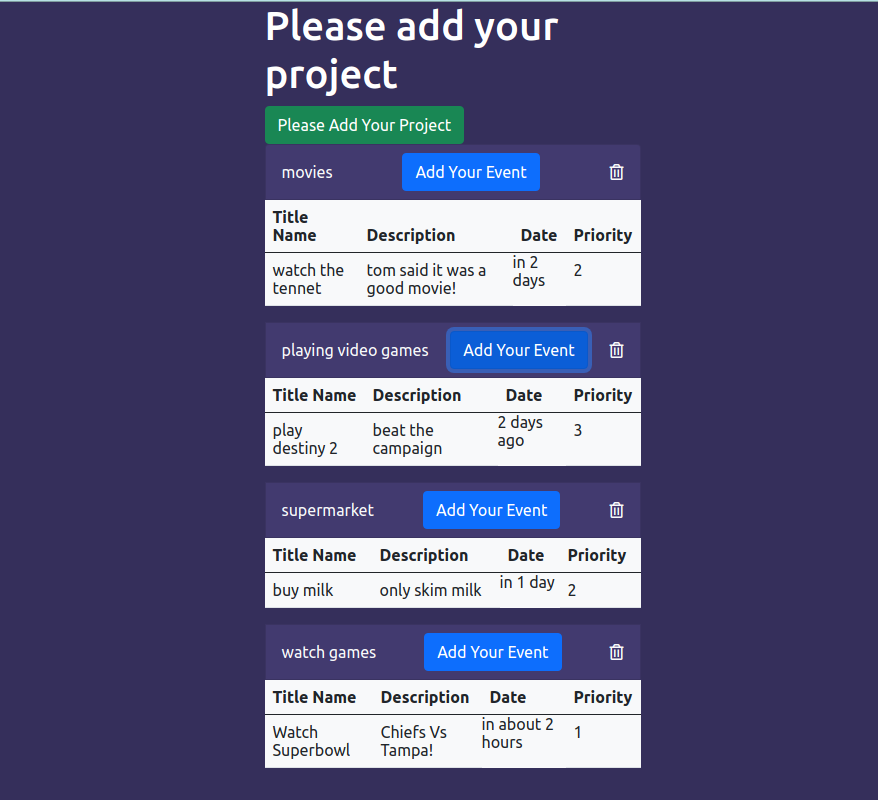 Please add your
project
Please Add Your Project
movies Add Your Event
Title
Name Description Date Priority
watch the tom said it was a in 2 2
tennet good movie! days
playing video games Add Your Event
Title Name Description Date Priority
play beat the 2 days 3
destiny 2 campaign ago
supermarket Add Your Event
Title Name Description Date Priority
buy milk only skim milk in 1 day 2
watch games Add Your Event
Title Name Description Date Priority
Watch Chiefs Vs in about 2 1
Superbowl Tampa! hours